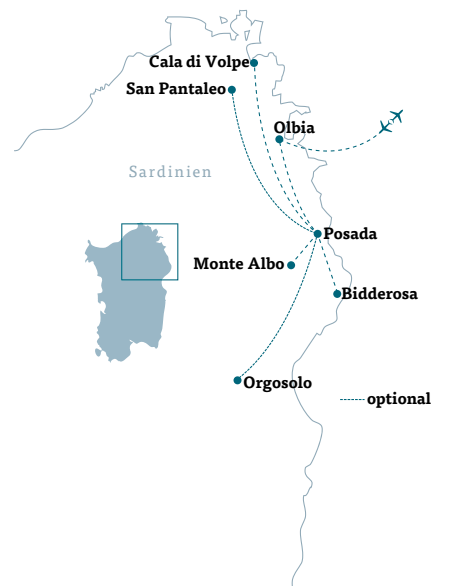 Cala di Volpe
San Pantaleo
Olbia
Sardinien
Posada
Monte Albo
Bidderosa
Orgosolo
optional